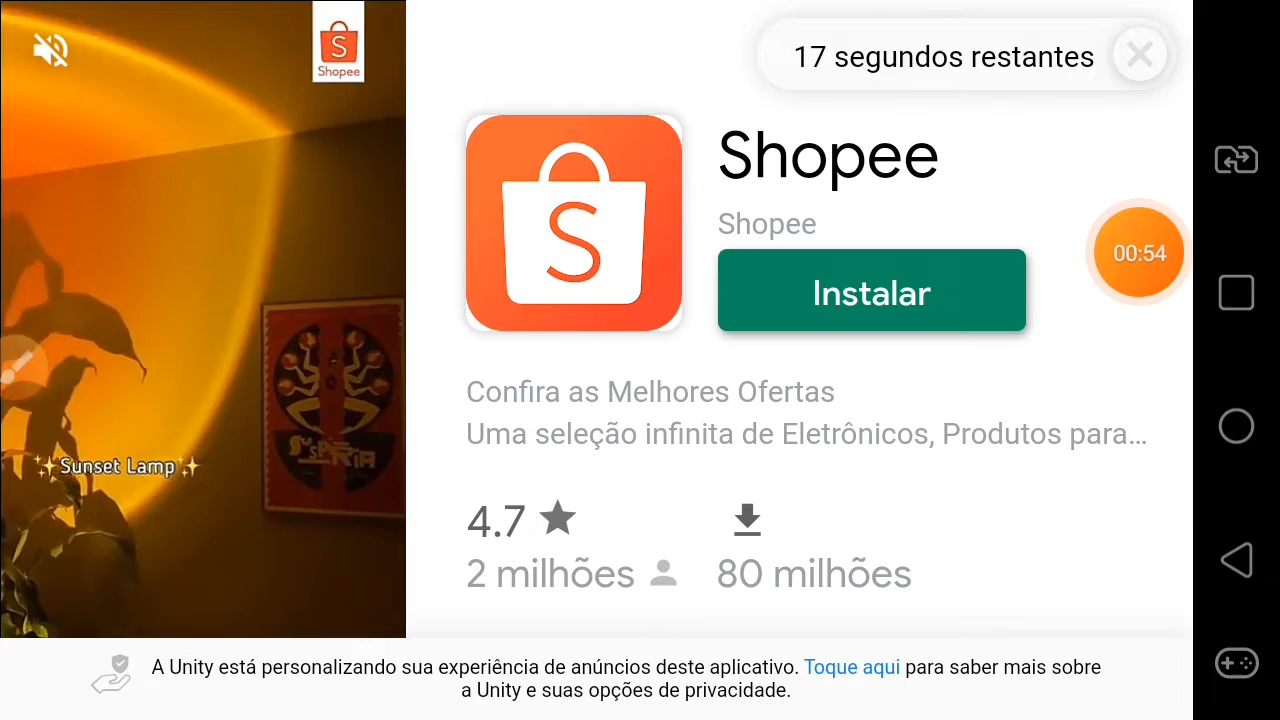 S
Shopee
17 segundos restantes
S
Shopee
Shopee
Instalar
00:54
Confira as Melhores Ofertas
Uma seleção infinita de Eletrônicos, Produtos para...
✨Sunset Lamp✨
4.7
2 milhões
80 milhões
A Unity está personalizando sua experiência de anúncios deste aplicativo. Toque aqui para saber mais sobre
a Unity e suas opções de privacidade.